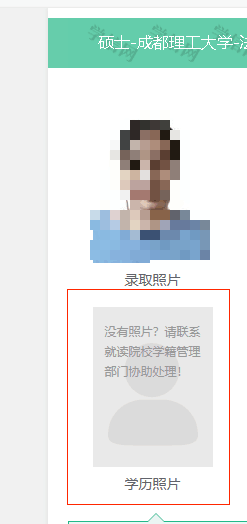 硕士-成都理工大学-法
录取照片
没有照片？请联系
就读院校学籍管理
部门协助处理！
学历照片